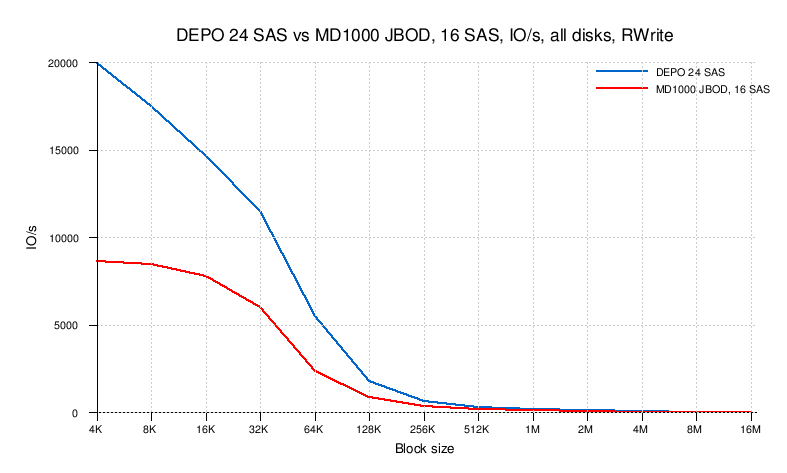 DEPO 24 SAS vs MD1000 JBOD, 16 SAS, IO/s, all disks, RWrite
20000
15000
10000
5000
0
IO/s
DEPO 24 SAS
MD1000 JBOD, 16 SAS
4K 8K 16K 32K 64K 128K 256K 512K 1M 2M 4M 8M 16M
Block size